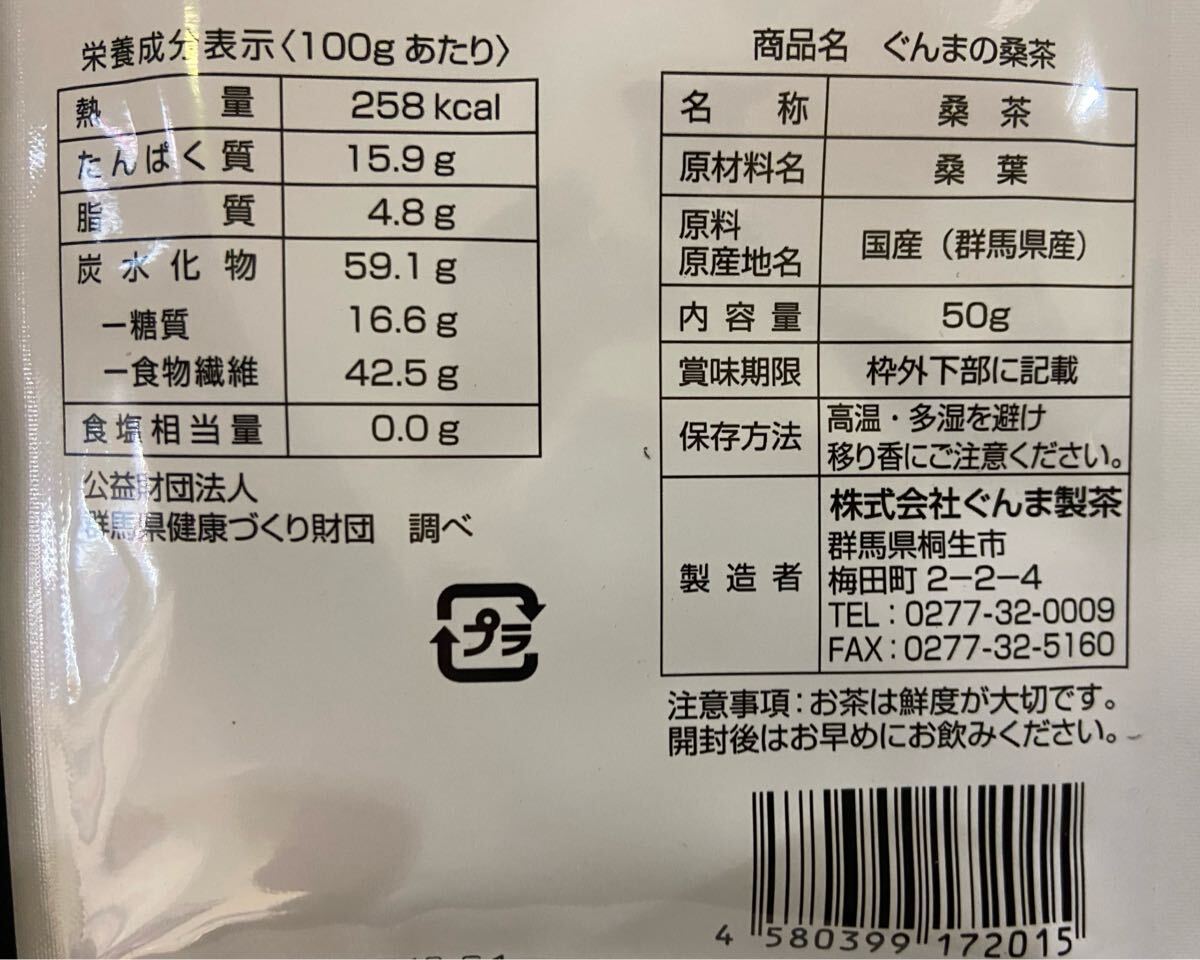 栄養成分表示〈100gあたり〉
熱量 258 kcal
たんぱく質 15.9 g
脂質 4.8 g
炭水化物 59.1 g
ー糖質 16.6 g
ー食物繊維 42.5 g
食塩相当量 0.0 g
公益財団法人
群馬県健康づくり財団 調べ
プラ
商品名 ぐんまの桑茶
名称 桑茶
原材料名 桑葉
原料
原産地名 国産（群馬県産）
内容量 50g
賞味期限 枠外下部に記載
保存方法 高温・多湿を避け
移り香にご注意ください。
製造者 株式会社ぐんま製茶
群馬県桐生市
梅田町 2−2−4
TEL：0277-32-0009
FAX：0277-32-5160
注意事項：お茶は鮮度が大切です。
開封後はお早めにお飲みください。
4 580399 172015